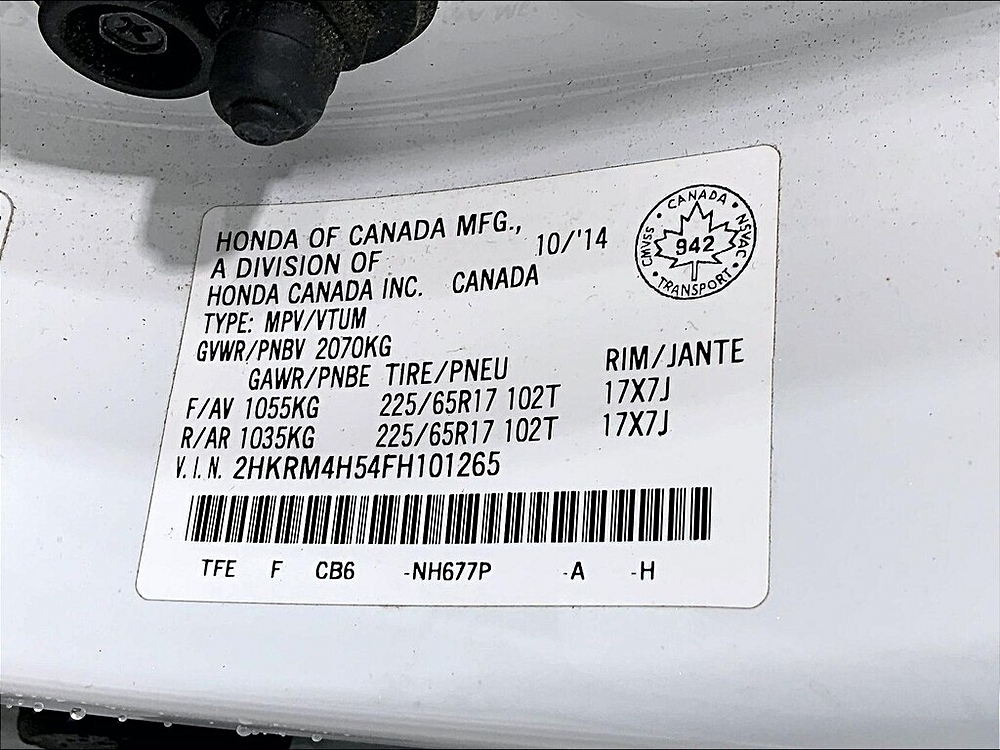 HONDA OF CANADA MFG.,
A DIVISION OF
10/'14
HONDA CANADA INC. CANADA
TYPE: MPV/VTUM
GVWR/PNBV 2070KG
GAWR/PNBE TIRE/PNEU RIM/JANTE
F/AV 1055KG 225/65R17 102T 17X7J
R/AR 1035KG 225/65R17 102T 17X7J
V.I.N. 2HKRM4H54FH101265
TFE F CB6 -NH677P -A -H
CANADA
NSVAC
TRANSPORT
CMVSS
942